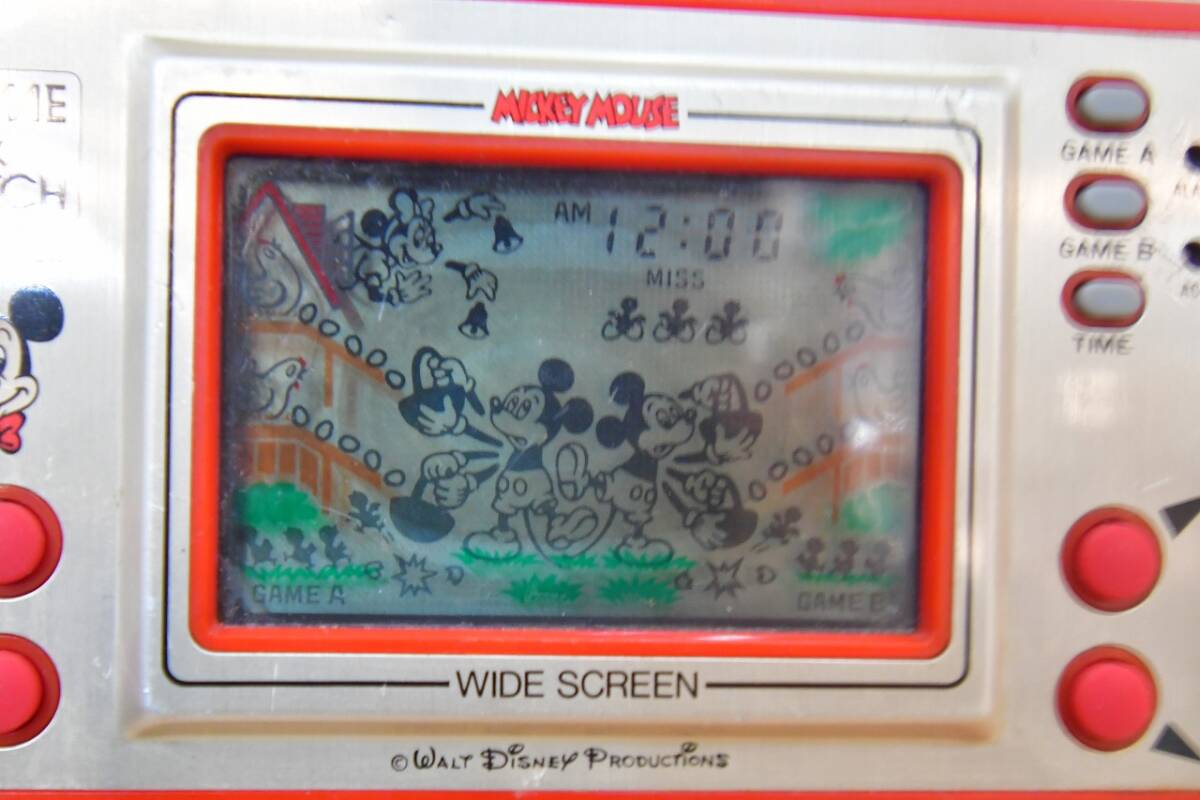 MICKEY MOUSE
AM 12:00
MISS
GAME A
GAME B
GAME A
GAME B
TIME
WIDE SCREEN
© WALT DISNEY PRODUCTIONS